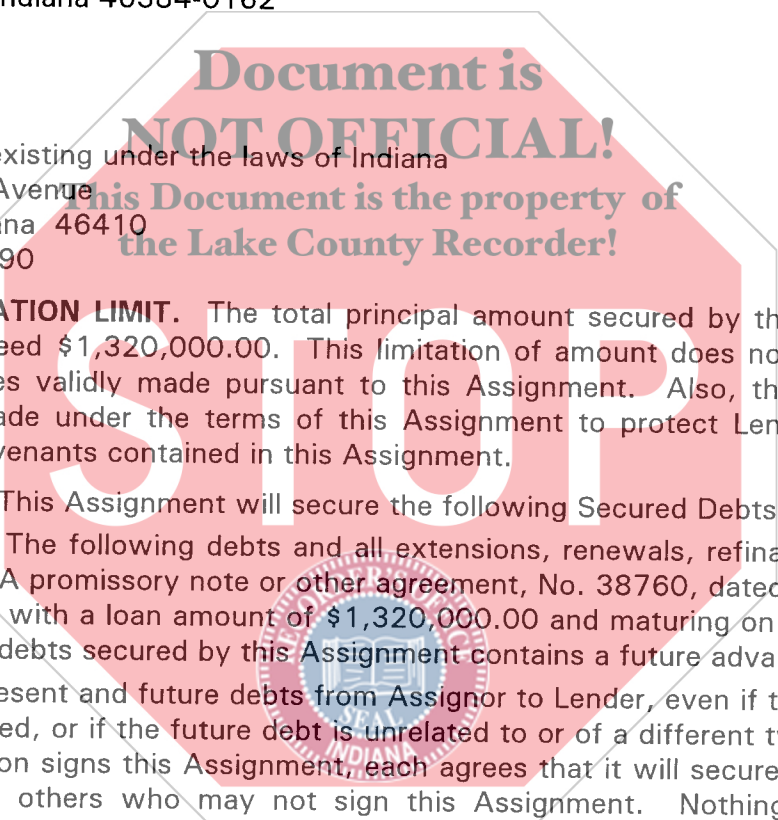 ndiana 46384-0162
Document is
NOT OFFICIAL!
existing under the laws of Indiana
Avenue
This Document is the property of
na 46410
the Lake County Recorder!
90
ATION LIMIT. The total principal amount secured by th
eed $1,320,000.00. This limitation of amount does no
es validly made pursuant to this Assignment. Also, th
ade under the terms of this Assignment to protect Len
venants contained in this Assignment.
STOP
This Assignment will secure the following Secured Debts
The following debts and all extensions, renewals, refina
A promissory note or other agreement, No. 38760, dated
with a loan amount of $1,320,000.00 and maturing on
debts secured by this Assignment contains a future adva
esent and future debts from Assignor to Lender, even if t
ed, or if the future debt is unrelated to or of a different ty
on signs this Assignment, each agrees that it will secure
others who may not sign this Assignment. Nothing
RECORDER'S OFFICE
SEAL
INDIANA